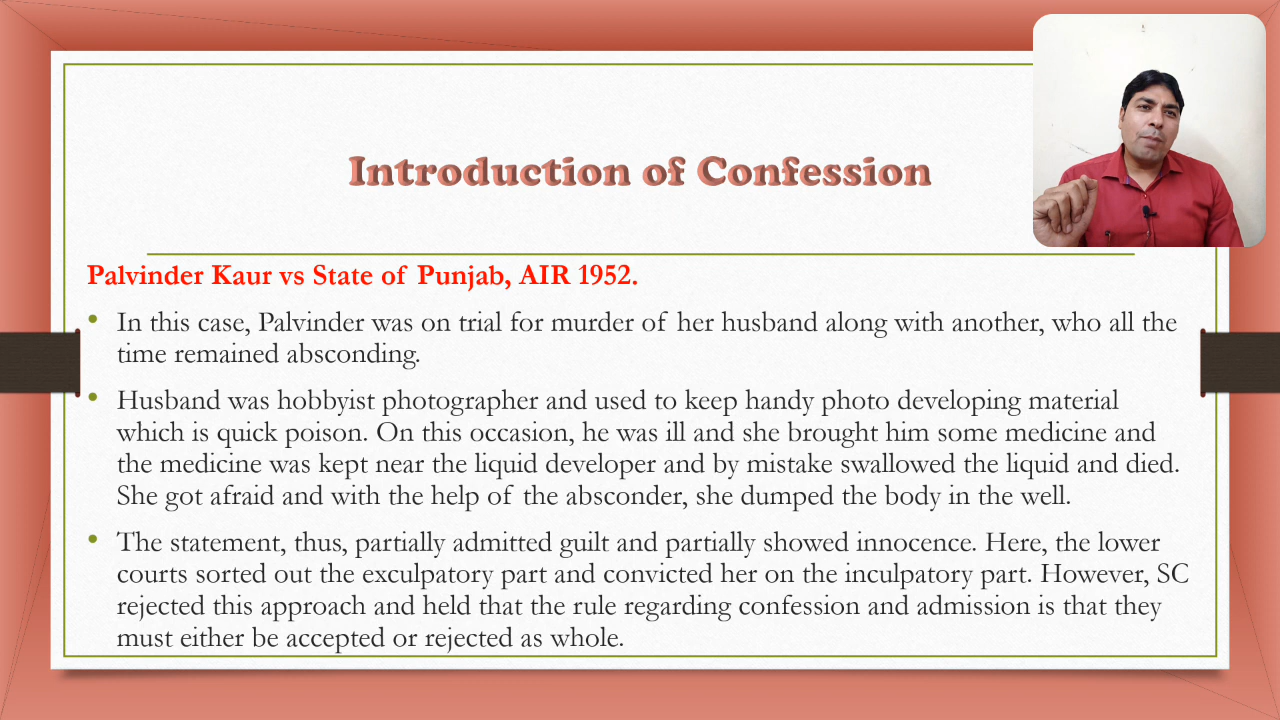 Introduction of Confession
Palvinder Kaur vs State of Punjab, AIR 1952.
• In this case, Palvinder was on trial for murder of her husband along with another, who all the
time remained absconding.
• Husband was hobbyist photographer and used to keep handy photo developing material
which is quick poison. On this occasion, he was ill and she brought him some medicine and
the medicine was kept near the liquid developer and by mistake swallowed the liquid and died.
She got afraid and with the help of the absconder, she dumped the body in the well.
• The statement, thus, partially admitted guilt and partially showed innocence. Here, the lower
courts sorted out the exculpatory part and convicted her on the inculpatory part. However, SC
rejected this approach and held that the rule regarding confession and admission is that they
must either be accepted or rejected as whole.